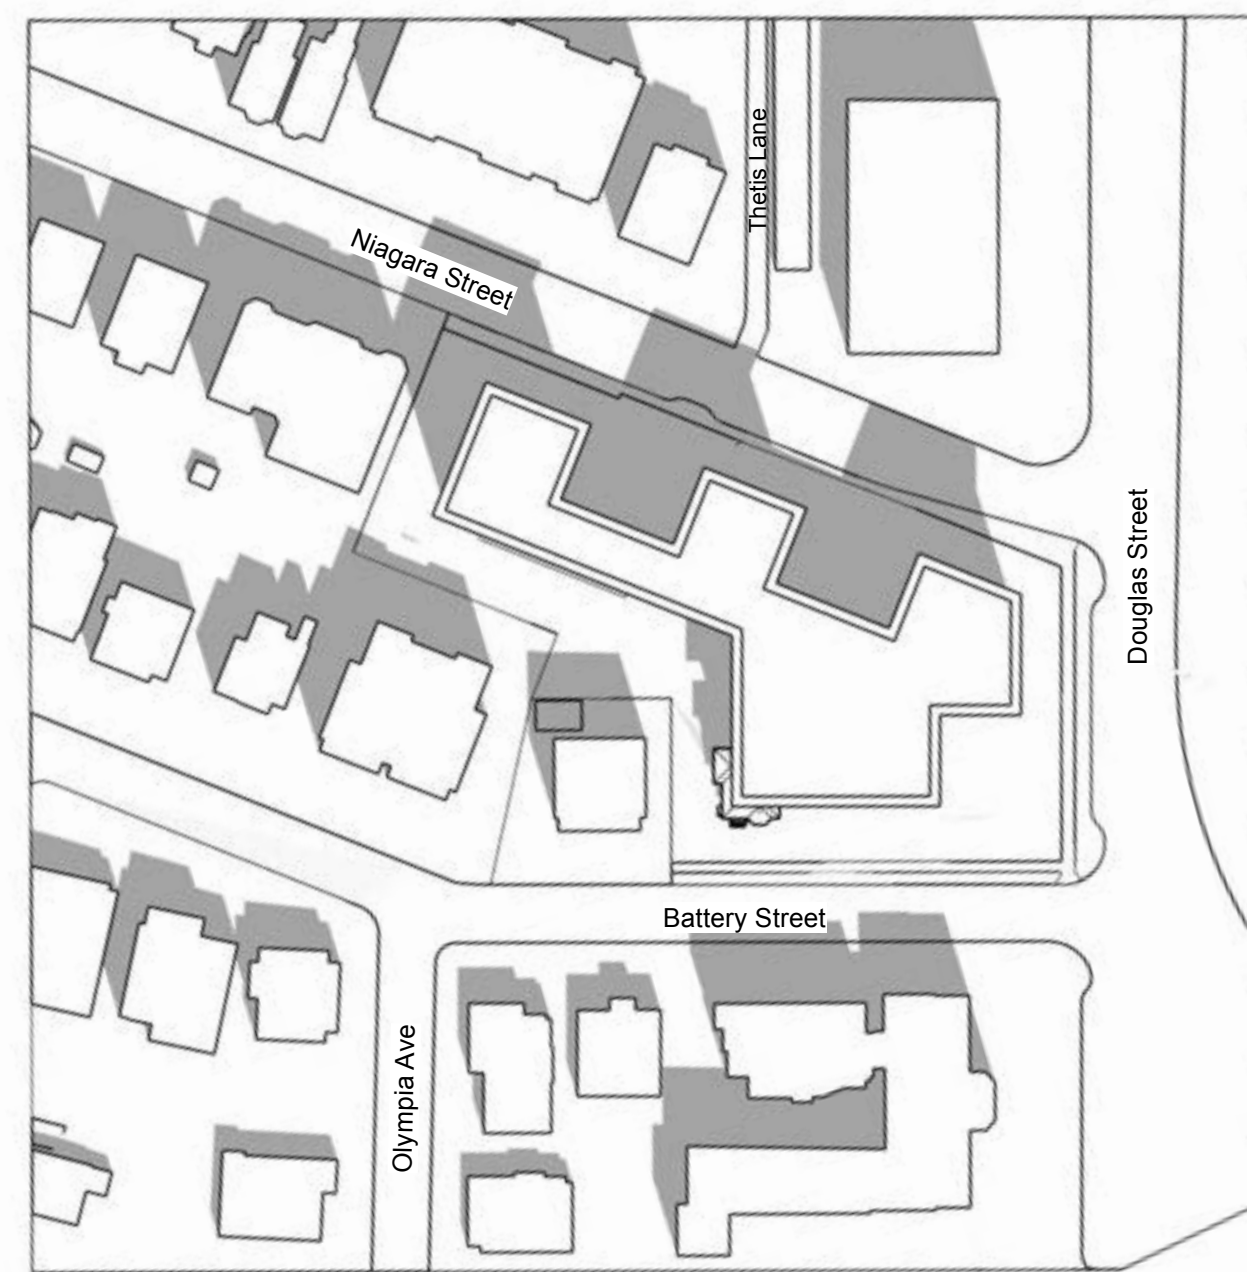 Thetis Lane
Niagara Street
Douglas Street
Battery Street
Olympia Ave